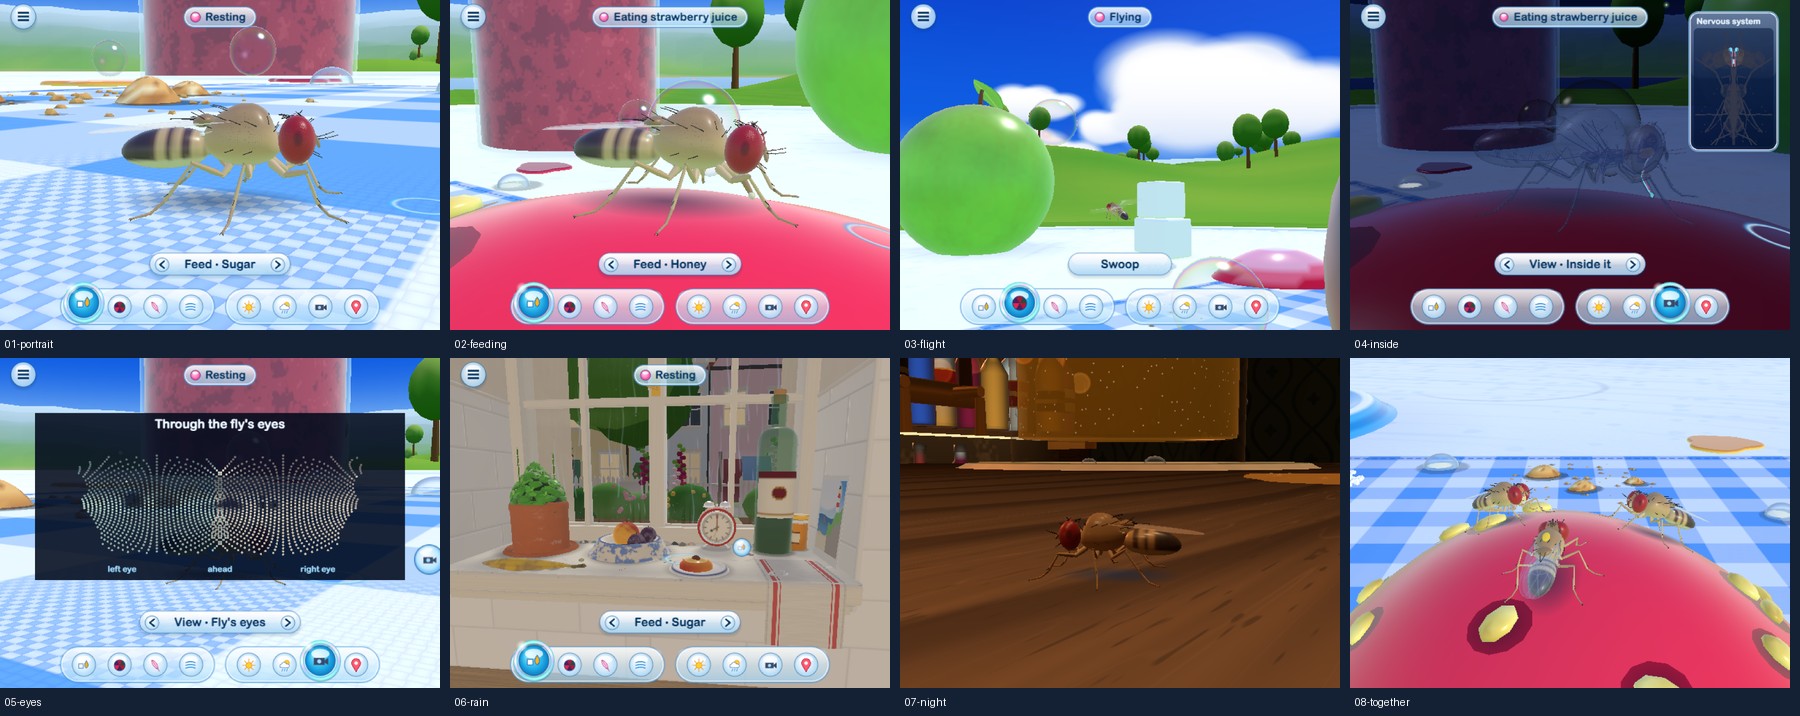 Resting
Feed · Sugar
01-portrait
Eating strawberry juice
Feed · Honey
02-feeding
Flying
Swoop
03-flight
Eating strawberry juice
Nervous system
View · Inside it
04-inside
Resting
Through the fly's eyes
left eye
ahead
right eye
View · Fly's eyes
05-eyes
Resting
Feed · Sugar
06-rain
07-night
08-together